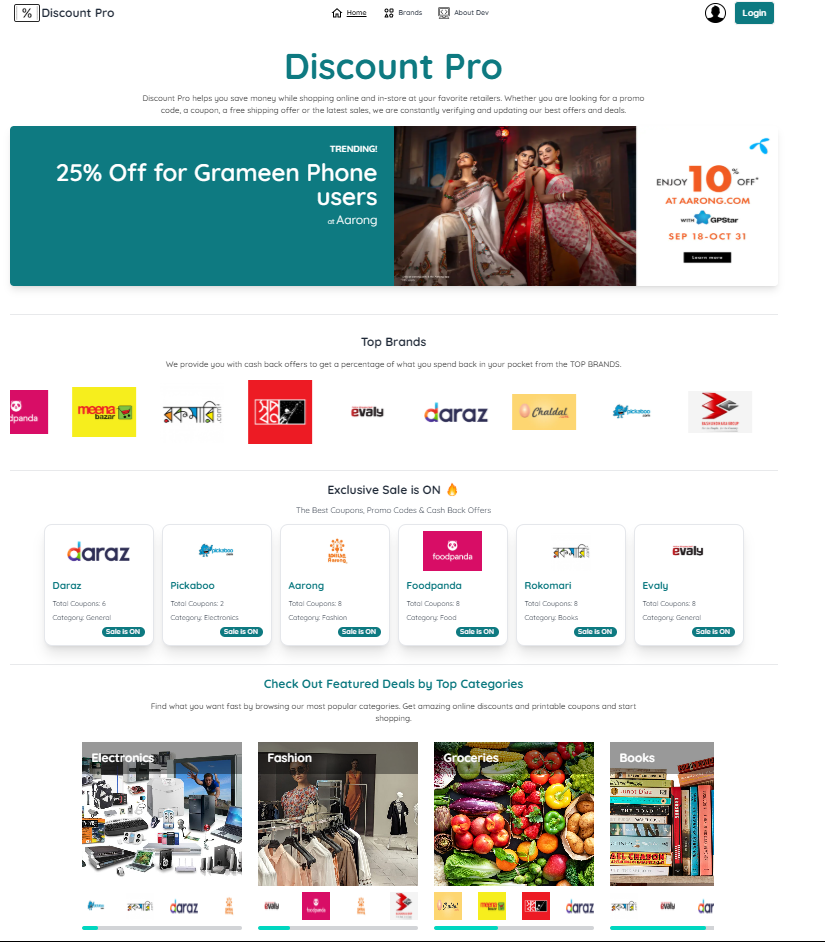 % Discount Pro
Home
Brands
About Dev
Login
Discount Pro
Discount Pro helps you save money while shopping online and in-store at your favorite retailers. Whether you are looking for a promo
code, a coupon, a free shipping offer or the latest sales, we are constantly verifying and updating our best offers and deals.
TRENDING!
25% Off for Grameen Phone
users
at Aarong
ENJOY 10% OFF*
AT AARONG.COM
WITH GPStar
SEP 18-OCT 31
Learn more
Top Brands
We provide you with cash back offers to get a percentage of what you spend back in your pocket from the TOP BRANDS.
dpanda
meena
bazar
রকমারি
.com
স্বপ্ন
evaly
daraz
Chaldal
.com
pickaboo
.com
Exclusive Sale is ON 🔥
The Best Coupons, Promo Codes & Cash Back Offers
daraz
Daraz
Total Coupons: 6
Category: General
Sale is ON
pickaboo
.com
Pickaboo
Total Coupons: 2
Category: Electronics
Sale is ON
Aarong
Aarong
Total Coupons: 8
Category: Fashion
Sale is ON
foodpanda
Foodpanda
Total Coupons: 8
Category: Food
Sale is ON
রকমারি
Rokomari
Total Coupons: 8
Category: Books
Sale is ON
evaly
Evaly
Total Coupons: 8
Category: General
Sale is ON
Check Out Featured Deals by Top Categories
Find what you want fast by browsing our most popular categories. Get amazing online discounts and printable coupons and start
shopping.
Electronics
Fashion
Groceries
Books
pickaboo
রকমারি
daraz
evaly
foodpanda
Chaldal
meena
bazar
daraz
রকমারি
evaly
dar